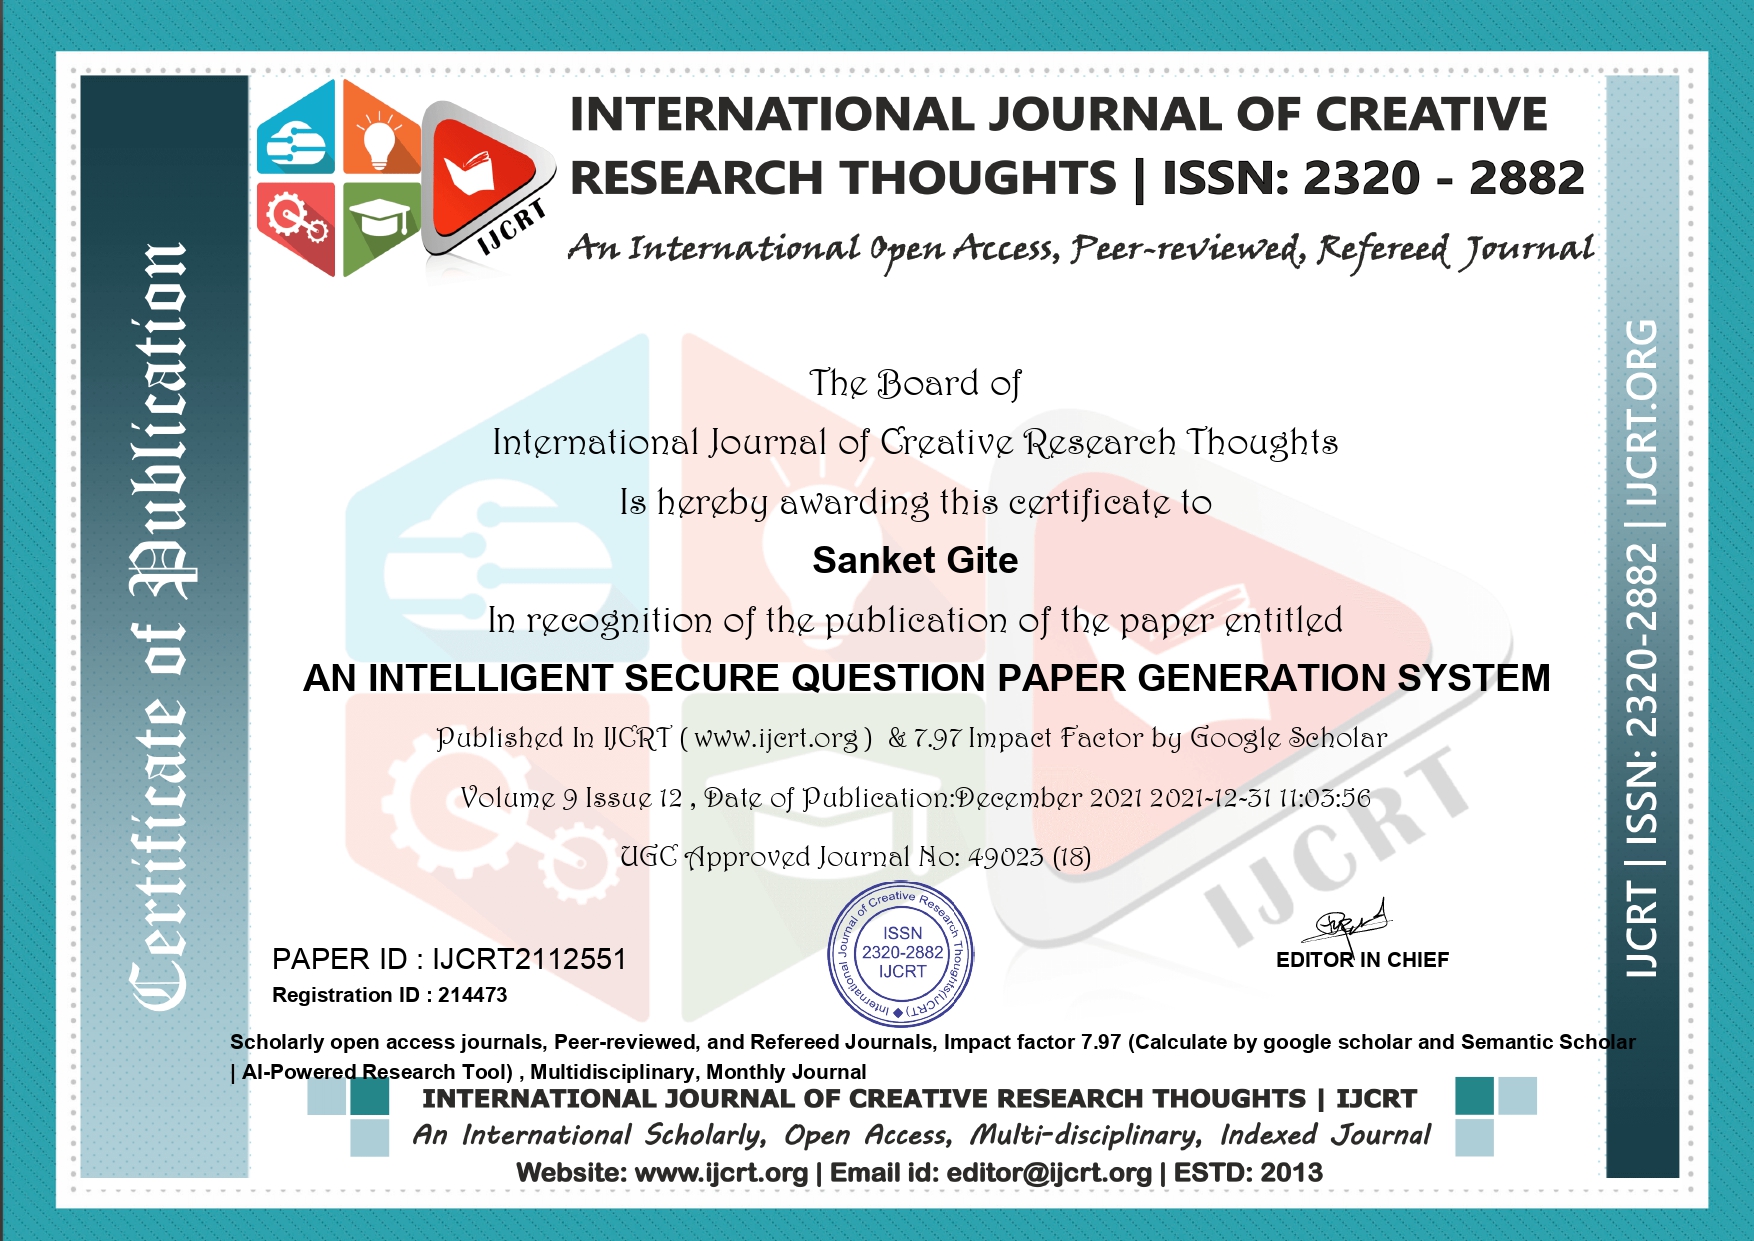 INTERNATIONAL JOURNAL OF CREATIVE
RESEARCH THOUGHTS | ISSN: 2320 - 2882
An International Open Access, Peer-reviewed, Refereed Journal
IJCRT
Certificate of Publication
The Board of
International Journal of Creative Research Thoughts
Is hereby awarding this certificate to
Sanket Gite
In recognition of the publication of the paper entitled
AN INTELLIGENT SECURE QUESTION PAPER GENERATION SYSTEM
Published In IJCRT ( www.ijcrt.org ) & 7.97 Impact Factor by Google Scholar
Volume 9 Issue 12 , Date of Publication:December 2021 2021-12-31 11:03:56
UGC Approved Journal No: 49023 (18)
IJCRT
International Journal of Creative Research Thoughts(IJCRT)
ISSN
2320-2882
IJCRT
PAPER ID : IJCRT2112551
Registration ID : 214473
EDITOR IN CHIEF
Scholarly open access journals, Peer-reviewed, and Refereed Journals, Impact factor 7.97 (Calculate by google scholar and Semantic Scholar
| AI-Powered Research Tool) , Multidisciplinary, Monthly Journal
INTERNATIONAL JOURNAL OF CREATIVE RESEARCH THOUGHTS | IJCRT
An International Scholarly, Open Access, Multi-disciplinary, Indexed Journal
Website: www.ijcrt.org | Email id: editor@ijcrt.org | ESTD: 2013
IJCRT | ISSN: 2320-2882 | IJCRT.ORG